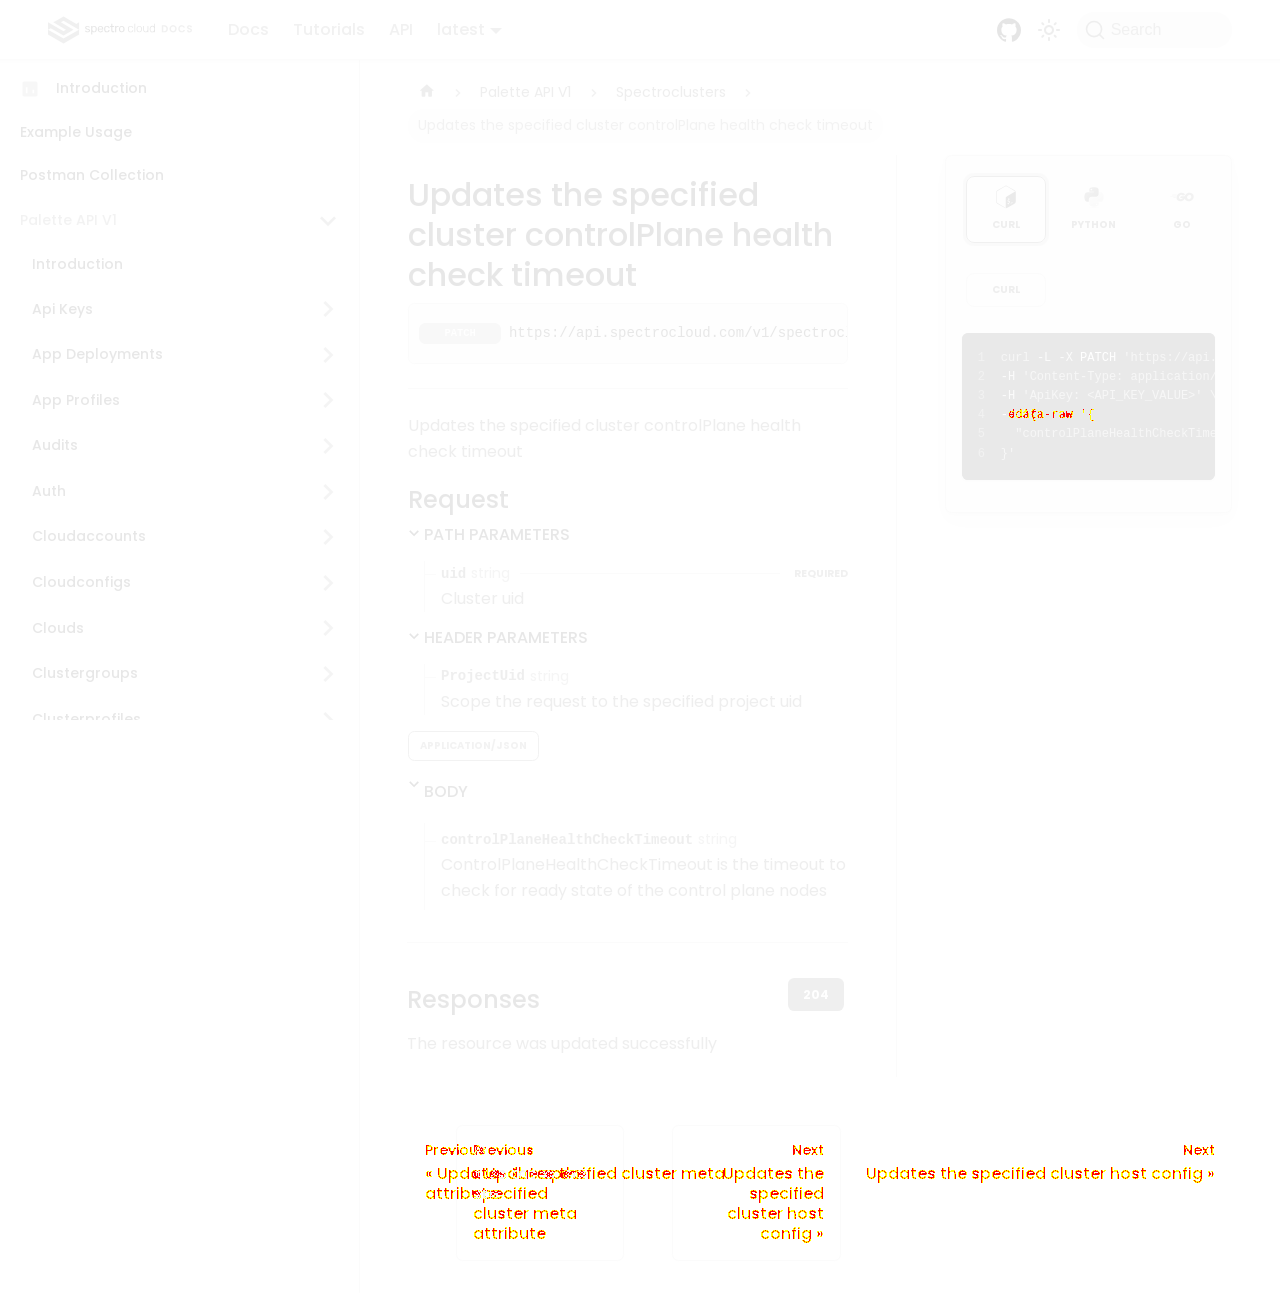 spectro cloud DOCS
Docs Tutorials API latest
Search
Introduction
Example Usage
Postman Collection
Palette API V1
Introduction
Api Keys
App Deployments
App Profiles
Audits
Auth
Cloudaccounts
Cloudconfigs
Clouds
Clustergroups
Clusterprofiles
Palette API V1 > Spectroclusters >
Updates the specified cluster controlPlane health check timeout
Updates the specified
cluster controlPlane health
check timeout
PATCH https://api.spectrocloud.com/v1/spectrocl
Updates the specified cluster controlPlane health
check timeout
Request
PATH PARAMETERS
uid string REQUIRED
Cluster uid
HEADER PARAMETERS
ProjectUid string
Scope the request to the specified project uid
APPLICATION/JSON
BODY
controlPlaneHealthCheckTimeout string
ControlPlaneHealthCheckTimeout is the timeout to
check for ready state of the control plane nodes
Responses
204
The resource was updated successfully
CURL PYTHON GO
CURL
1 curl -L -X PATCH 'https://api.
2 -H 'Content-Type: application/
3 -H 'ApiKey: <API_KEY_VALUE>' \
4
5 "controlPlaneHealthCheckTime
6 }'
Previous
specified cluster meta
attribute
Previous
specified
cluster meta
attribute
Next
Updates the
specified
cluster host
config »
Next
Updates the specified cluster host config »